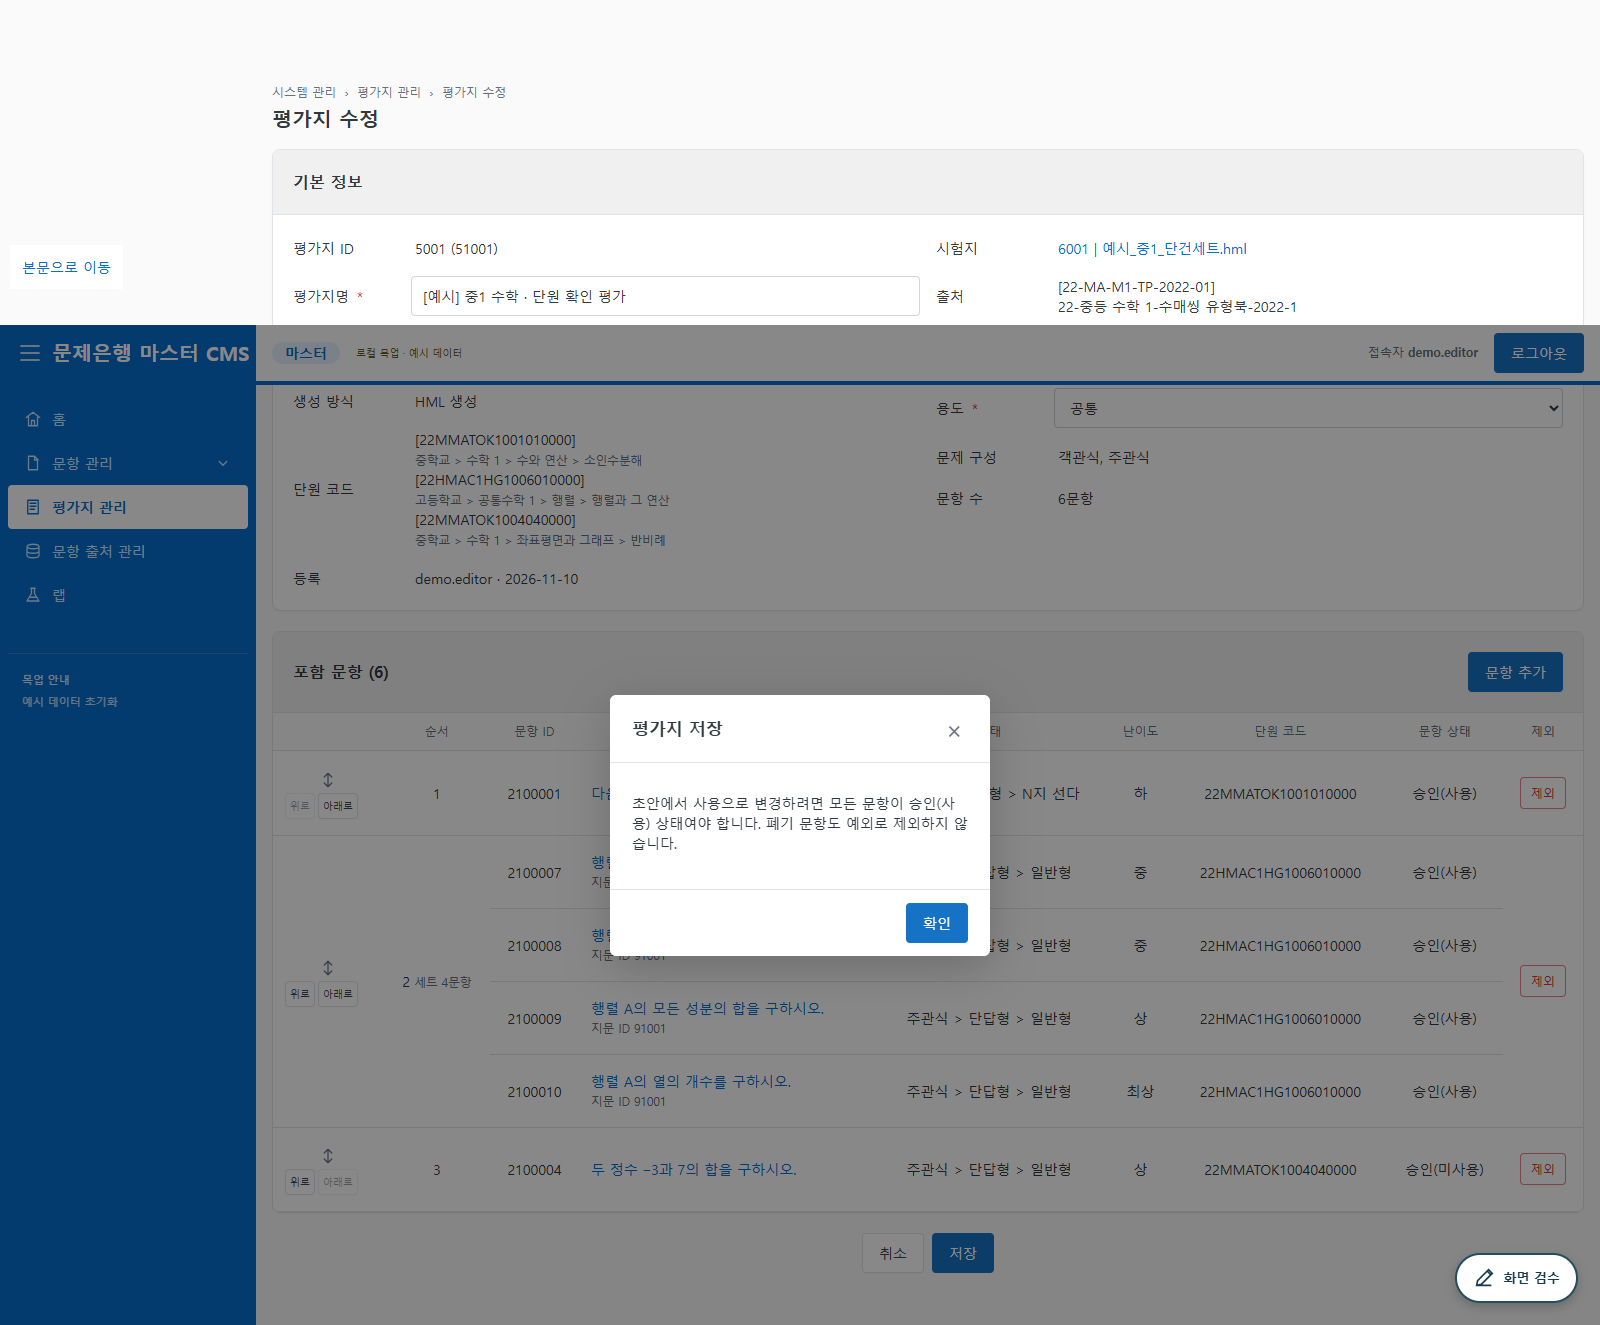 시스템 관리 › 평가지 관리 › 평가지 수정
평가지 수정
기본 정보
평가지 ID 5001 (51001) 시험지 6001 | 예시_중1_단건세트.hml
본문으로 이동
평가지명 * [예시] 중1 수학 · 단원 확인 평가 출처 [22-MA-M1-TP-2022-01]
22-중등 수학 1-수매씽 유형북-2022-1
문제은행 마스터 CMS
마스터 로컬 목업 · 예시 데이터 접속자 demo.editor 로그아웃
홈
문항 관리
평가지 관리
문항 출처 관리
랩
목업 안내
예시 데이터 초기화
생성 방식 HML 생성 용도 * 공통
단원 코드
[22MMATOK1001010000]
중학교 > 수학 1 > 수와 연산 > 소인수분해
[22HMAC1HG1006010000]
고등학교 > 공통수학 1 > 행렬 > 행렬과 그 연산
[22MMATOK1004040000]
중학교 > 수학 1 > 좌표평면과 그래프 > 반비례
문제 구성 객관식, 주관식
문항 수 6문항
등록 demo.editor · 2026-11-10
포함 문항 (6) 문항 추가
순서 문항 ID 태 난이도 단원 코드 문항 상태 제외
위로 아래로 1 2100001 형 > N지 선다 하 22MMATOK1001010000 승인(사용) 제외
2100007 지문 > 일반형 중 22HMAC1HG1006010000 승인(사용)
2100008 지문 ID 91001 > 일반형 중 22HMAC1HG1006010000 승인(사용)
위로 아래로 2 세트 4문항 제외
2100009 행렬 A의 모든 성분의 합을 구하시오. 주관식 > 단답형 > 일반형 상 22HMAC1HG1006010000 승인(사용)
지문 ID 91001
2100010 행렬 A의 열의 개수를 구하시오. 주관식 > 단답형 > 일반형 최상 22HMAC1HG1006010000 승인(사용)
지문 ID 91001
위로 아래로 3 2100004 두 정수 −3과 7의 합을 구하시오. 주관식 > 단답형 > 일반형 상 22MMATOK1004040000 승인(미사용) 제외
평가지 저장
초안에서 사용으로 변경하려면 모든 문항이 승인(사
용) 상태여야 합니다. 폐기 문항도 예외로 제외하지 않
습니다.
확인
취소 저장
화면 검수